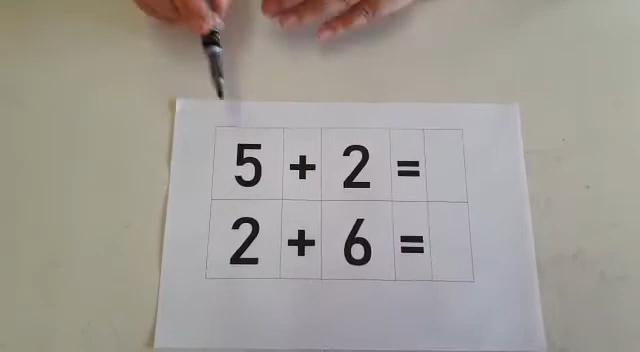 5 + 2 =
2 + 6 =